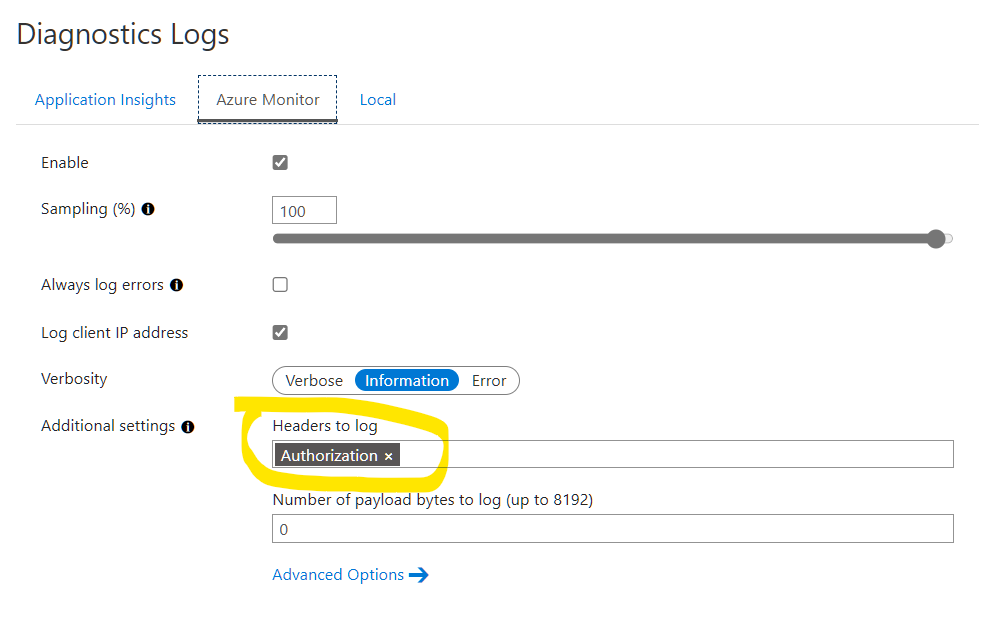 Diagnostics Logs
Application Insights Azure Monitor Local
Enable
Sampling (%) 100
Always log errors
Log client IP address
Verbosity Verbose Information Error
Additional settings Headers to log
Authorization ×
Number of payload bytes to log (up to 8192)
0
Advanced Options